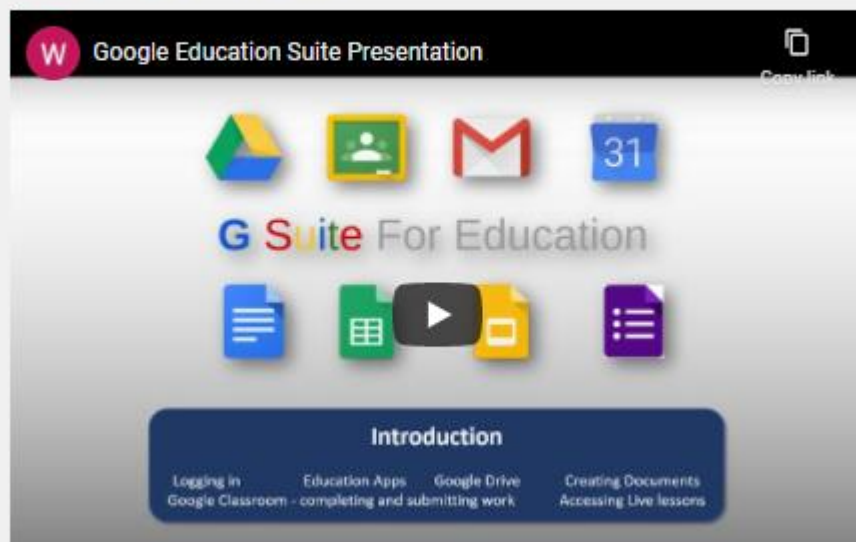 W Google Education Suite Presentation
Copy link
31
G Suite For Education
Introduction
Logging in Education Apps Google Drive Creating Documents
Google Classroom - completing and submitting work Accessing Live lessons